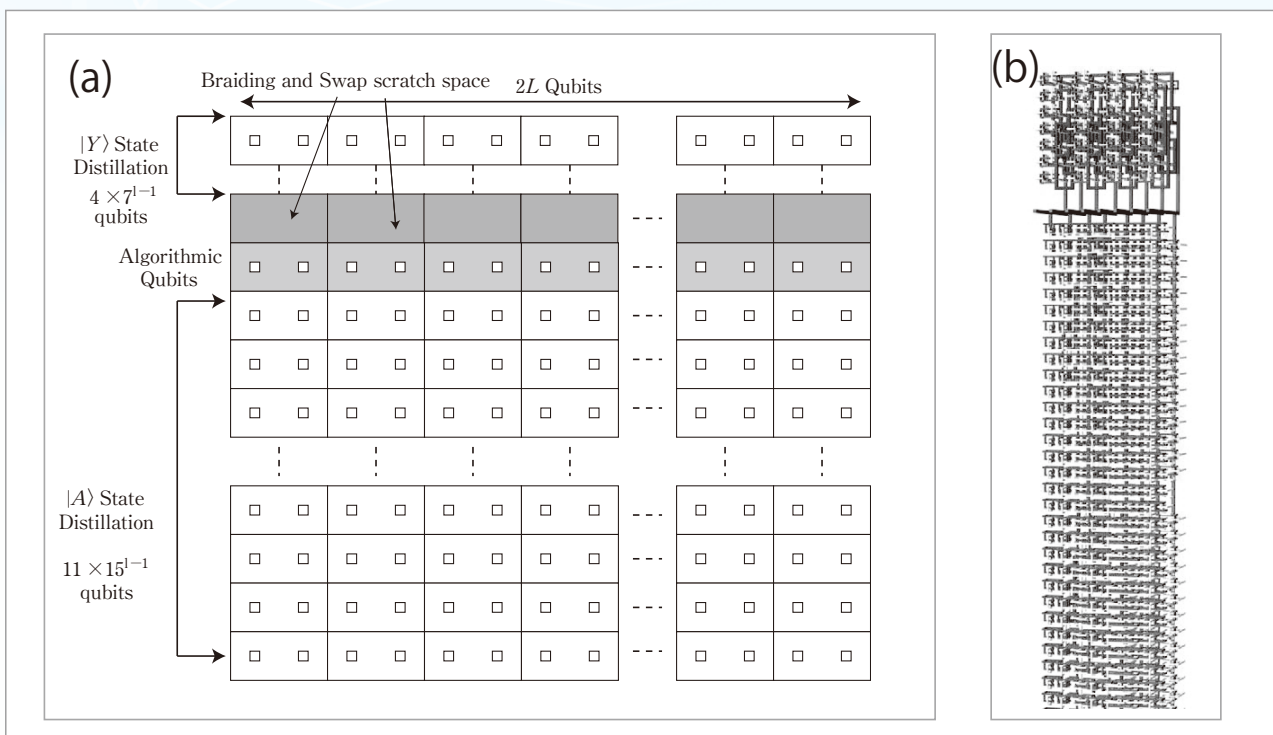 (a)
Braiding and Swap scratch space
2L Qubits
|Y⟩ State
Distillation
4 ×7^{l−1}
qubits
Algorithmic
Qubits
|A⟩ State
Distillation
11 ×15^{l−1}
qubits
(b)